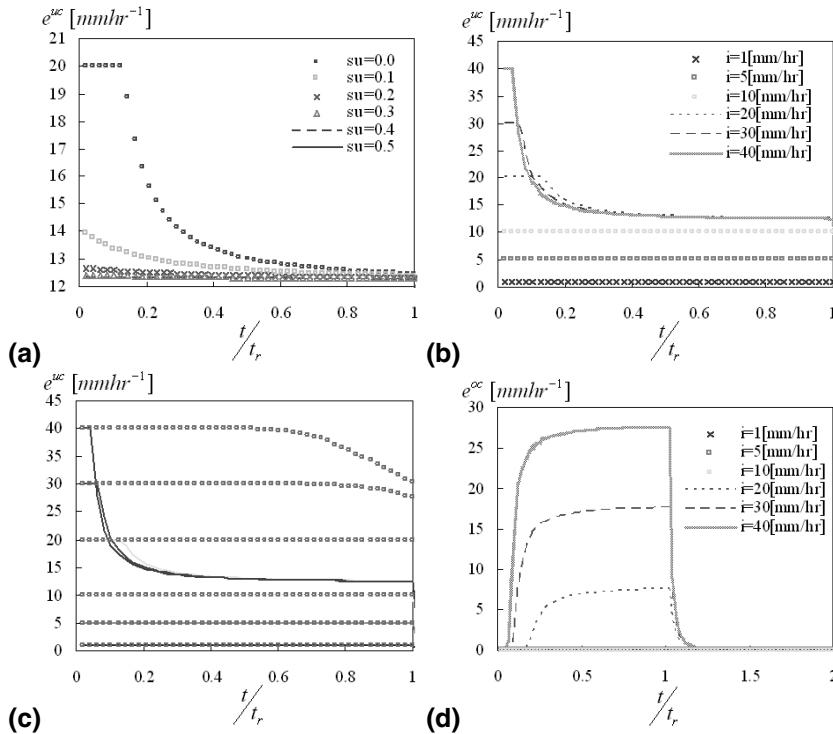 e^{uc} [mmhr^{-1}]
21
20
19
18
17
16
15
14
13
12
su=0.0
su=0.1
su=0.2
su=0.3
su=0.4
su=0.5
0.2
0.4
0.6
0.8
1
t/t_r
(a)
e^{uc} [mmhr^{-1}]
45
40
35
30
25
20
15
10
5
0
i=1[mm/hr]
i=5[mm/hr]
i=10[mm/hr]
i=20[mm/hr]
i=30[mm/hr]
i=40[mm/hr]
0
0.2
0.4
0.6
0.8
1
t/t_r
(b)
e^{uc} [mmhr^{-1}]
45
40
35
30
25
20
15
10
5
0
0
0.2
0.4
0.6
0.8
1
t/t_r
(c)
e^{oc} [mmhr^{-1}]
30
25
20
15
10
5
0
i=1[mm/hr]
i=5[mm/hr]
i=10[mm/hr]
i=20[mm/hr]
i=30[mm/hr]
i=40[mm/hr]
0
0.5
1
1.5
2
t/t_r
(d)